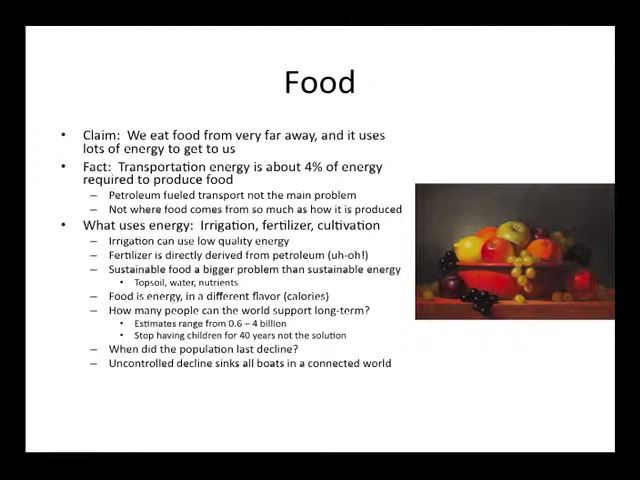 Food
• Claim: We eat food from very far away, and it uses
lots of energy to get to us
• Fact: Transportation energy is about 4% of energy
required to produce food
– Petroleum fueled transport not the main problem
– Not where food comes from so much as how it is produced
• What uses energy: Irrigation, fertilizer, cultivation
– Irrigation can use low quality energy
– Fertilizer is directly derived from petroleum (uh-oh!)
– Sustainable food a bigger problem than sustainable energy
• Topsoil, water, nutrients
– Food is energy, in a different flavor (calories)
– How many people can the world support long-term?
• Estimates range from 0.6 – 4 billion
• Stop having children for 40 years not the solution
– When did the population last decline?
– Uncontrolled decline sinks all boats in a connected world